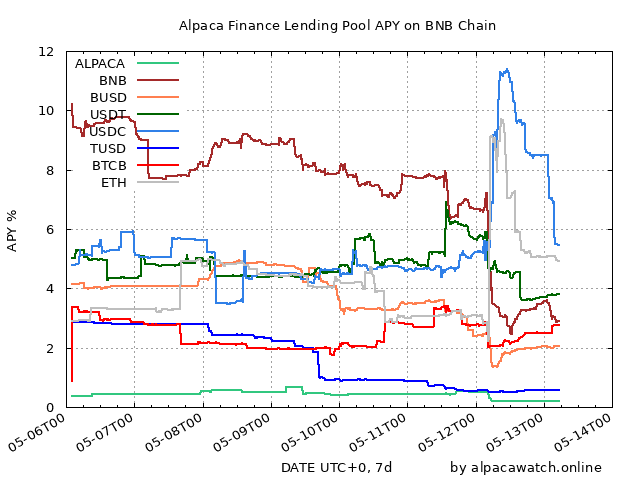 Alpaca Finance Lending Pool APY on BNB Chain
12
10
8
6
4
2
0
APY %
ALPACA
BNB
BUSD
USDT
USDC
TUSD
BTCB
ETH
05-06T00
05-07T00
05-08T00
05-09T00
05-10T00
05-11T00
05-12T00
05-13T00
05-14T00
DATE UTC+0, 7d
by alpacawatch.online